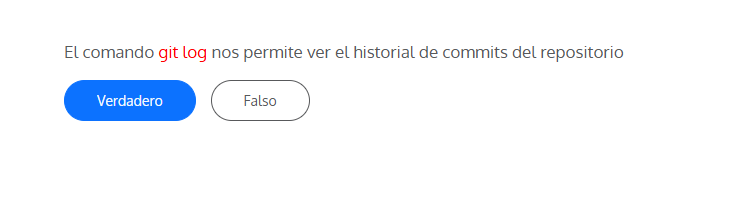 El comando git log nos permite ver el historial de commits del repositorio
Verdadero Falso